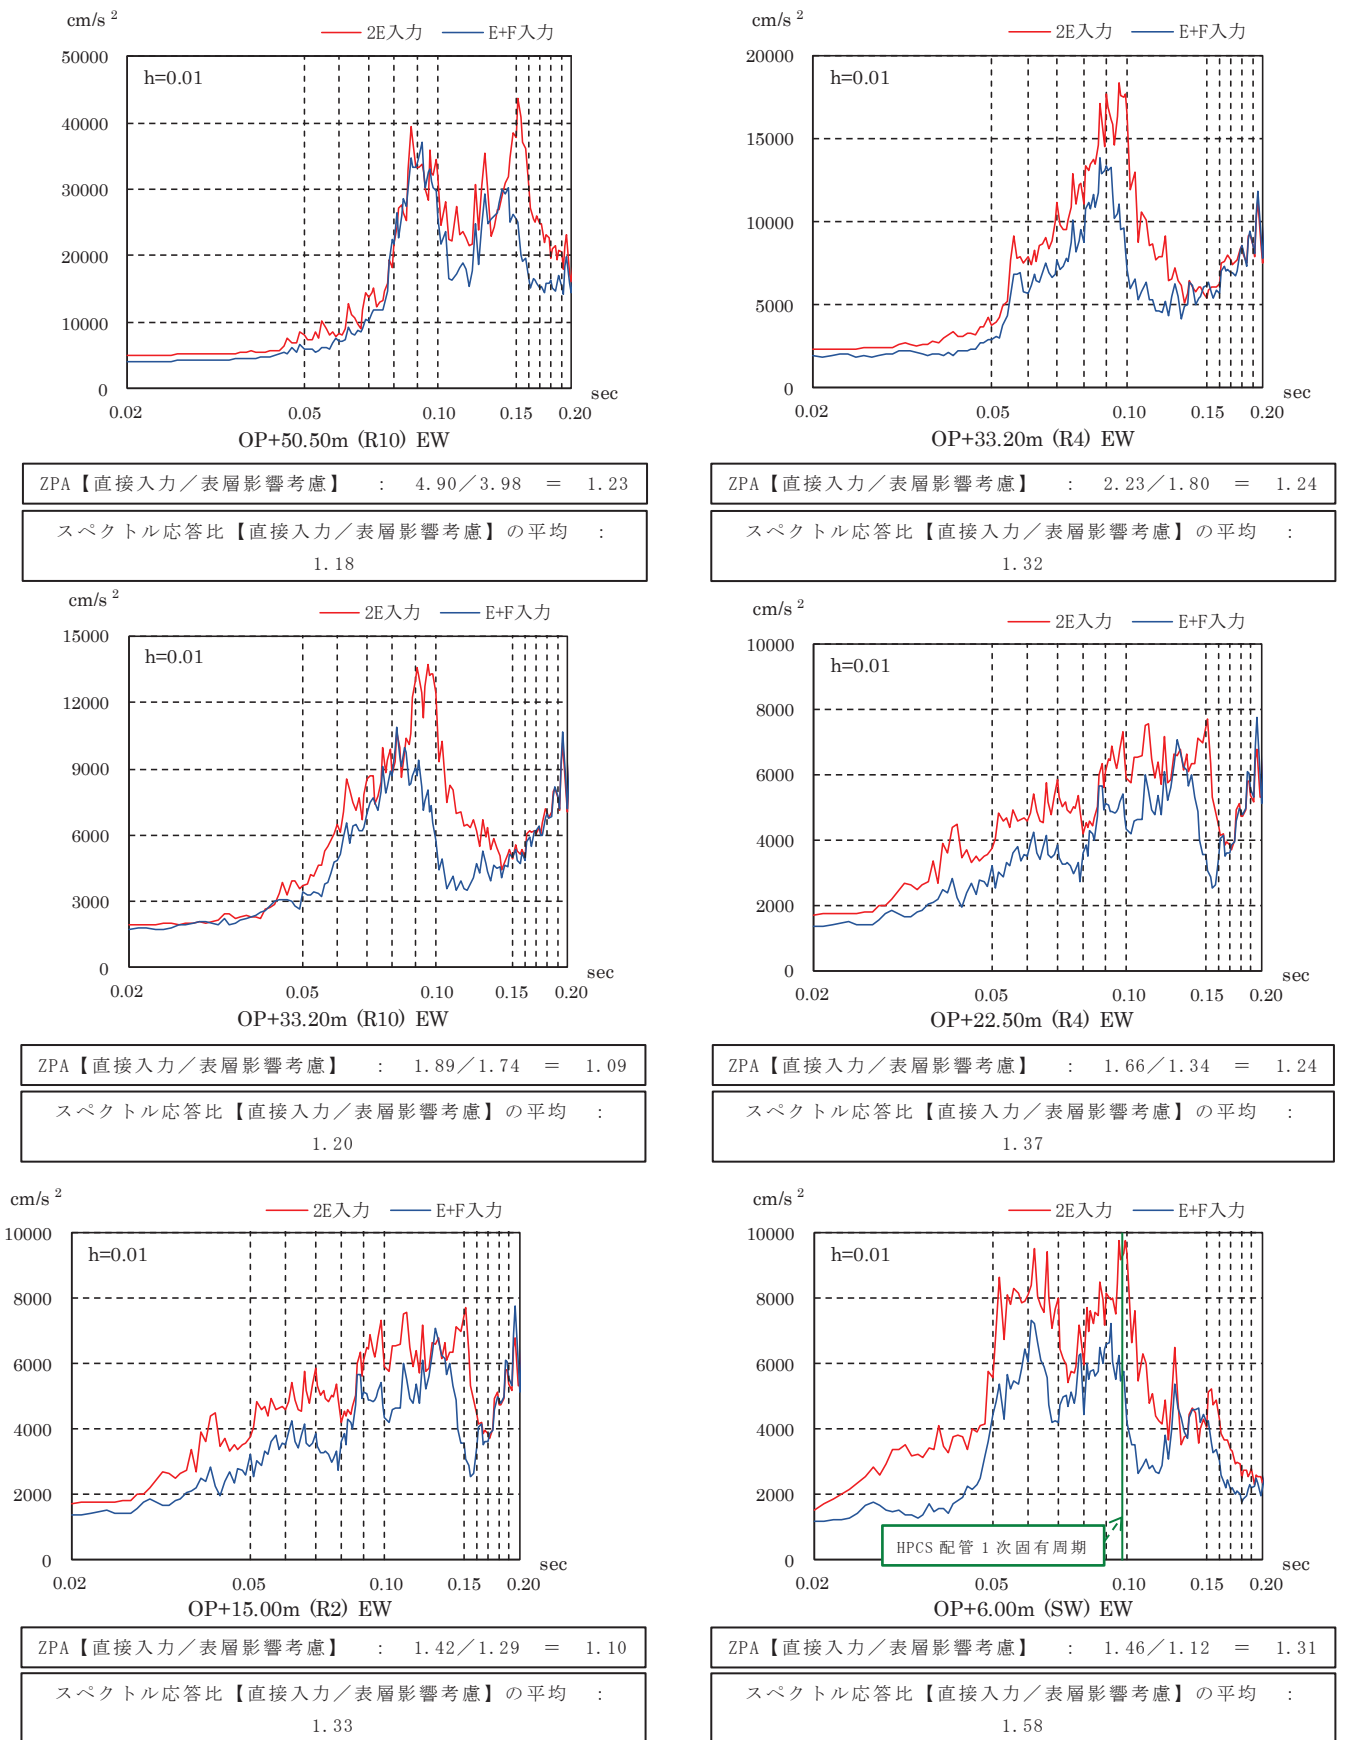 cm/s 2
2E入力 E+F入力
50000
h=0.01
40000
30000
20000
10000
0
sec
0.02 0.05 0.10 0.15 0.20
OP+50.50m (R10) EW
ZPA【直接入力／表層影響考慮】 : 4.90／3.98 = 1.23
スペクトル応答比【直接入力／表層影響考慮】の平均 :
1.18
cm/s 2
2E入力 E+F入力
20000
h=0.01
15000
10000
5000
0
sec
0.02 0.05 0.10 0.15 0.20
OP+33.20m (R4) EW
ZPA【直接入力／表層影響考慮】 : 2.23／1.80 = 1.24
スペクトル応答比【直接入力／表層影響考慮】の平均 :
1.32
cm/s 2
2E入力 E+F入力
15000
h=0.01
12000
9000
6000
3000
0
sec
0.02 0.05 0.10 0.15 0.20
OP+33.20m (R10) EW
ZPA【直接入力／表層影響考慮】 : 1.89／1.74 = 1.09
スペクトル応答比【直接入力／表層影響考慮】の平均 :
1.20
cm/s 2
2E入力 E+F入力
10000
h=0.01
8000
6000
4000
2000
0
sec
0.02 0.05 0.10 0.15 0.20
OP+22.50m (R4) EW
ZPA【直接入力／表層影響考慮】 : 1.66／1.34 = 1.24
スペクトル応答比【直接入力／表層影響考慮】の平均 :
1.37
cm/s 2
2E入力 E+F入力
10000
h=0.01
8000
6000
4000
2000
0
sec
0.02 0.05 0.10 0.15 0.20
OP+15.00m (R2) EW
ZPA【直接入力／表層影響考慮】 : 1.42／1.29 = 1.10
スペクトル応答比【直接入力／表層影響考慮】の平均 :
1.33
cm/s 2
2E入力 E+F入力
10000
h=0.01
8000
6000
4000
2000
HPCS 配管 1 次固有周期
0
sec
0.02 0.05 0.10 0.15 0.20
OP+6.00m (SW) EW
ZPA【直接入力／表層影響考慮】 : 1.46／1.12 = 1.31
スペクトル応答比【直接入力／表層影響考慮】の平均 :
1.58